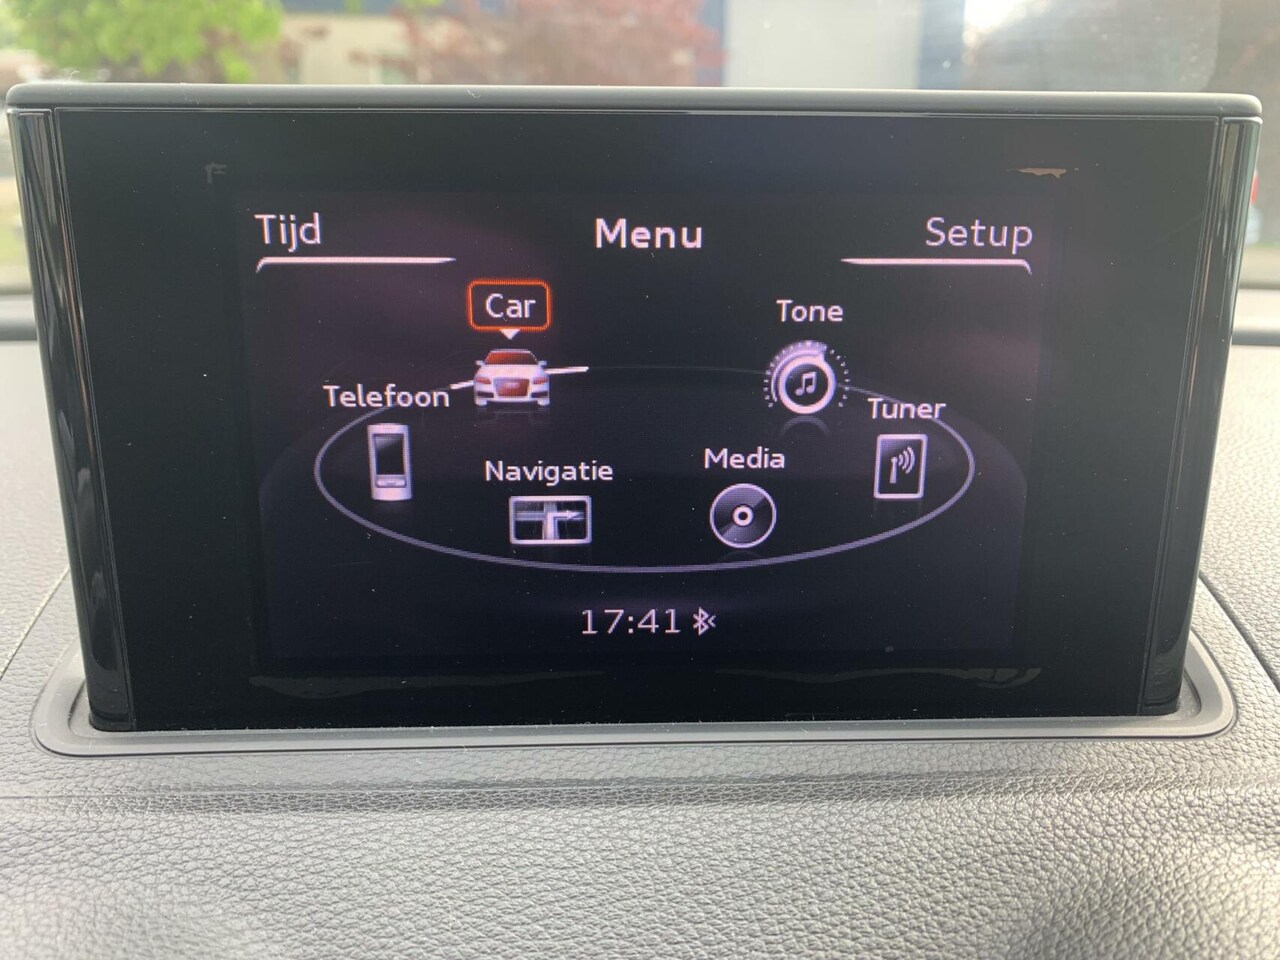 Tijd Menu Setup
Car
Tone
Telefoon
Tuner
Navigatie
Media
17:41